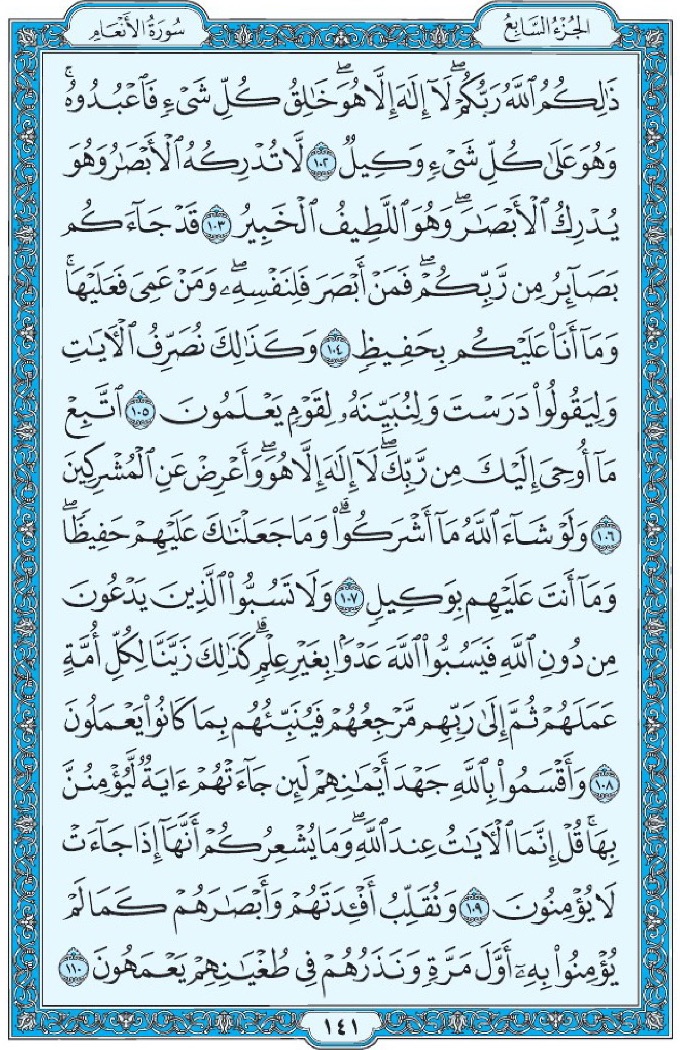 الجُزْءُ السَّابِعُ
سُورَةُ الأَنْعَامِ
ذَٰلِكُمُ ٱللَّهُ رَبُّكُمْۖ لَآ إِلَٰهَ إِلَّا هُوَۖ خَٰلِقُ كُلِّ شَىْءٍ فَٱعْبُدُوهُۚ
وَهُوَ عَلَىٰ كُلِّ شَىْءٍ وَكِيلٌ ١٠٢ لَّا تُدْرِكُهُ ٱلْأَبْصَٰرُ وَهُوَ
يُدْرِكُ ٱلْأَبْصَٰرَۖ وَهُوَ ٱللَّطِيفُ ٱلْخَبِيرُ ١٠٣ قَدْ جَآءَكُم
بَصَآئِرُ مِن رَّبِّكُمْۖ فَمَنْ أَبْصَرَ فَلِنَفْسِهِۦۖ وَمَنْ عَمِىَ فَعَلَيْهَاۚ
وَمَآ أَنَا۠ عَلَيْكُم بِحَفِيظٍ ١٠٤ وَكَذَٰلِكَ نُصَرِّفُ ٱلْأَيَٰتِ
وَلِيَقُولُوا۟ دَرَسْتَ وَلِنُبَيِّنَهُۥ لِقَوْمٍ يَعْلَمُونَ ١٠٥ ٱتَّبِعْ
مَآ أُوحِىَ إِلَيْكَ مِن رَّبِّكَۖ لَآ إِلَٰهَ إِلَّا هُوَۖ وَأَعْرِضْ عَنِ ٱلْمُشْرِكِينَ
١٠٦ وَلَوْ شَآءَ ٱللَّهُ مَآ أَشْرَكُوا۟ۗ وَمَا جَعَلْنَٰكَ عَلَيْهِمْ حَفِيظًاۖ
وَمَآ أَنتَ عَلَيْهِم بِوَكِيلٍ ١٠٧ وَلَا تَسُبُّوا۟ ٱلَّذِينَ يَدْعُونَ
مِن دُونِ ٱللَّهِ فَيَسُبُّوا۟ ٱللَّهَ عَدْوًۢا بِغَيْرِ عِلْمٍۗ كَذَٰلِكَ زَيَّنَّا لِكُلِّ أُمَّةٍ
عَمَلَهُمْ ثُمَّ إِلَىٰ رَبِّهِم مَّرْجِعُهُمْ فَيُنَبِّئُهُم بِمَا كَانُوا۟ يَعْمَلُونَ
١٠٨ وَأَقْسَمُوا۟ بِٱللَّهِ جَهْدَ أَيْمَٰنِهِمْ لَئِن جَآءَتْهُمْ ءَايَةٌ لَّيُؤْمِنُنَّ
بِهَاۚ قُلْ إِنَّمَا ٱلْأَيَٰتُ عِندَ ٱللَّهِۖ وَمَا يُشْعِرُكُمْ أَنَّهَآ إِذَا جَآءَتْ
لَا يُؤْمِنُونَ ١٠٩ وَنُقَلِّبُ أَفْـِٔدَتَهُمْ وَأَبْصَٰرَهُمْ كَمَا لَمْ
يُؤْمِنُوا۟ بِهِۦٓ أَوَّلَ مَرَّةٍ وَنَذَرُهُمْ فِى طُغْيَٰنِهِمْ يَعْمَهُونَ ١١٠
١٤١